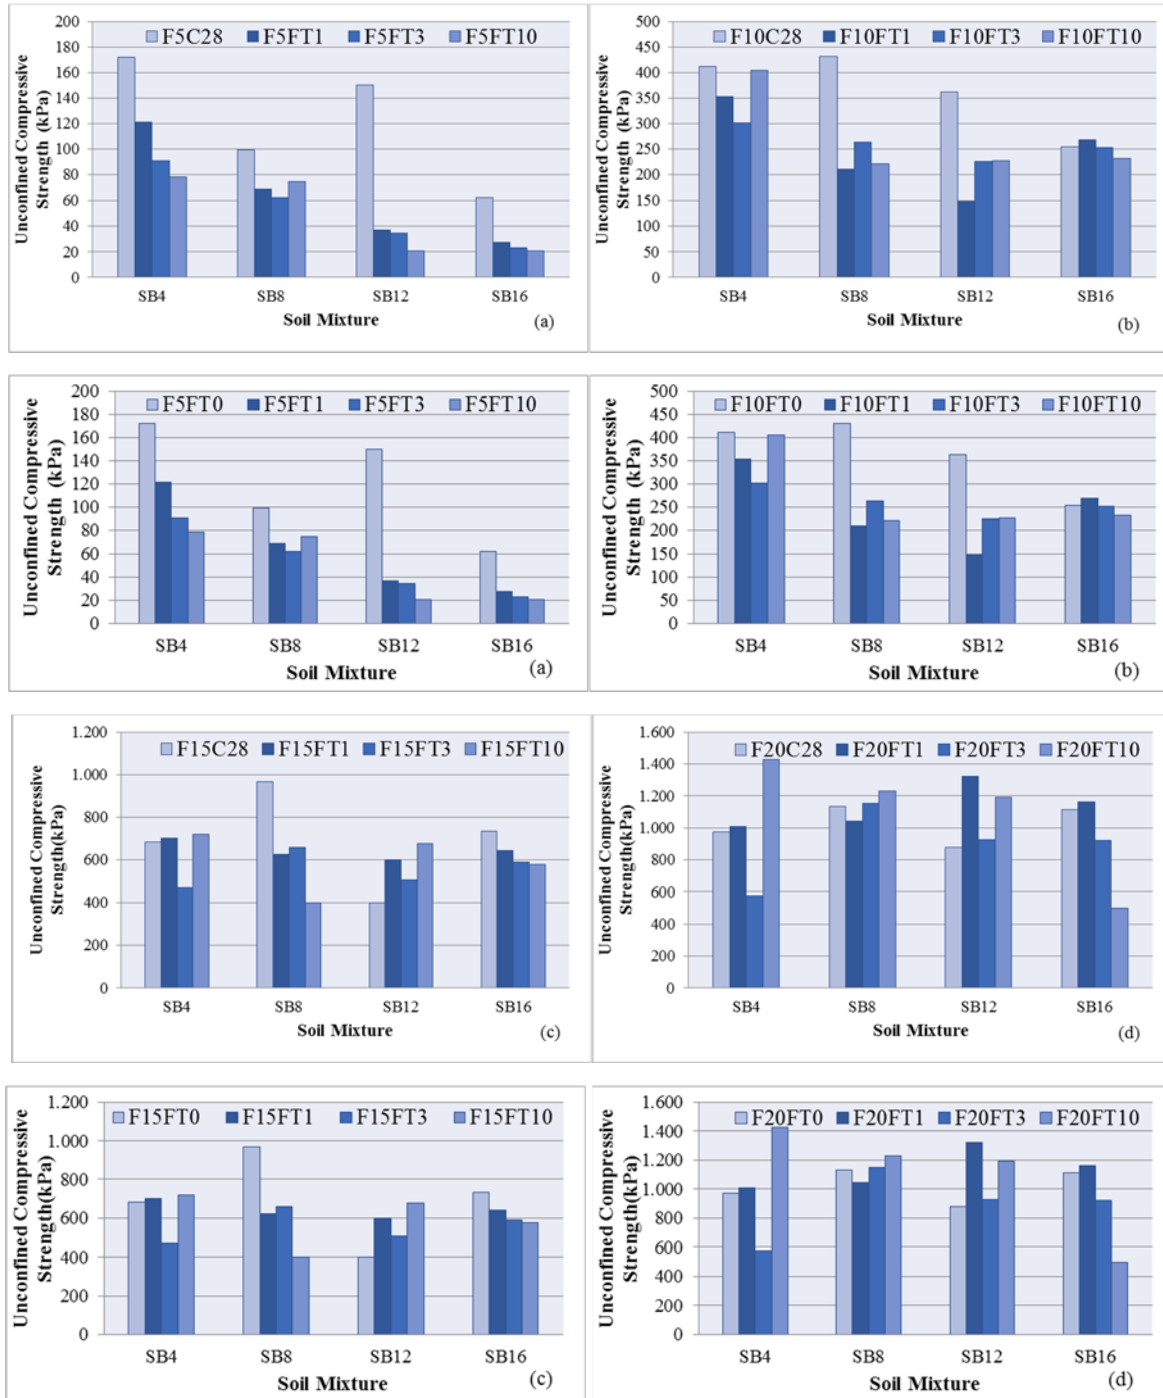 F5C28 F5FT1 F5FT3 F5FT10
Unconfined Compressive
Strength (kPa)
200
180
160
140
120
100
80
60
40
20
0
SB4 SB8 SB12 SB16
Soil Mixture
(a)
F10C28 F10FT1 F10FT3 F10FT10
Unconfined Compressive
Strength (kPa)
500
450
400
350
300
250
200
150
100
50
0
SB4 SB8 SB12 SB16
Soil Mixture
(b)
F5FT0 F5FT1 F5FT3 F5FT10
Unconfined Compressive
Strength (kPa)
200
180
160
140
120
100
80
60
40
20
0
SB4 SB8 SB12 SB16
Soil Mixture
(a)
F10FT0 F10FT1 F10FT3 F10FT10
Unconfined Compressive
Strength (kPa)
500
450
400
350
300
250
200
150
100
50
0
SB4 SB8 SB12 SB16
Soil Mixture
(b)
F15C28 F15FT1 F15FT3 F15FT10
Unconfined Compressive
Strength(kPa)
1.200
1.000
800
600
400
200
0
SB4 SB8 SB12 SB16
Soil Mixture
(c)
F20C28 F20FT1 F20FT3 F20FT10
Unconfined Compressive
Strength(kPa)
1.600
1.400
1.200
1.000
800
600
400
200
0
SB4 SB8 SB12 SB16
Soil Mixture
(d)
F15FT0 F15FT1 F15FT3 F15FT10
Unconfined Compressive
Strength(kPa)
1.200
1.000
800
600
400
200
0
SB4 SB8 SB12 SB16
Soil Mixture
(c)
F20FT0 F20FT1 F20FT3 F20FT10
Unconfined Compressive
Strength(kPa)
1.600
1.400
1.200
1.000
800
600
400
200
0
SB4 SB8 SB12 SB16
Soil Mixture
(d)